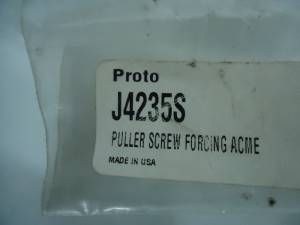 Proto
J4235S
PULLER SCREW FORCING ACME
MADE IN USA